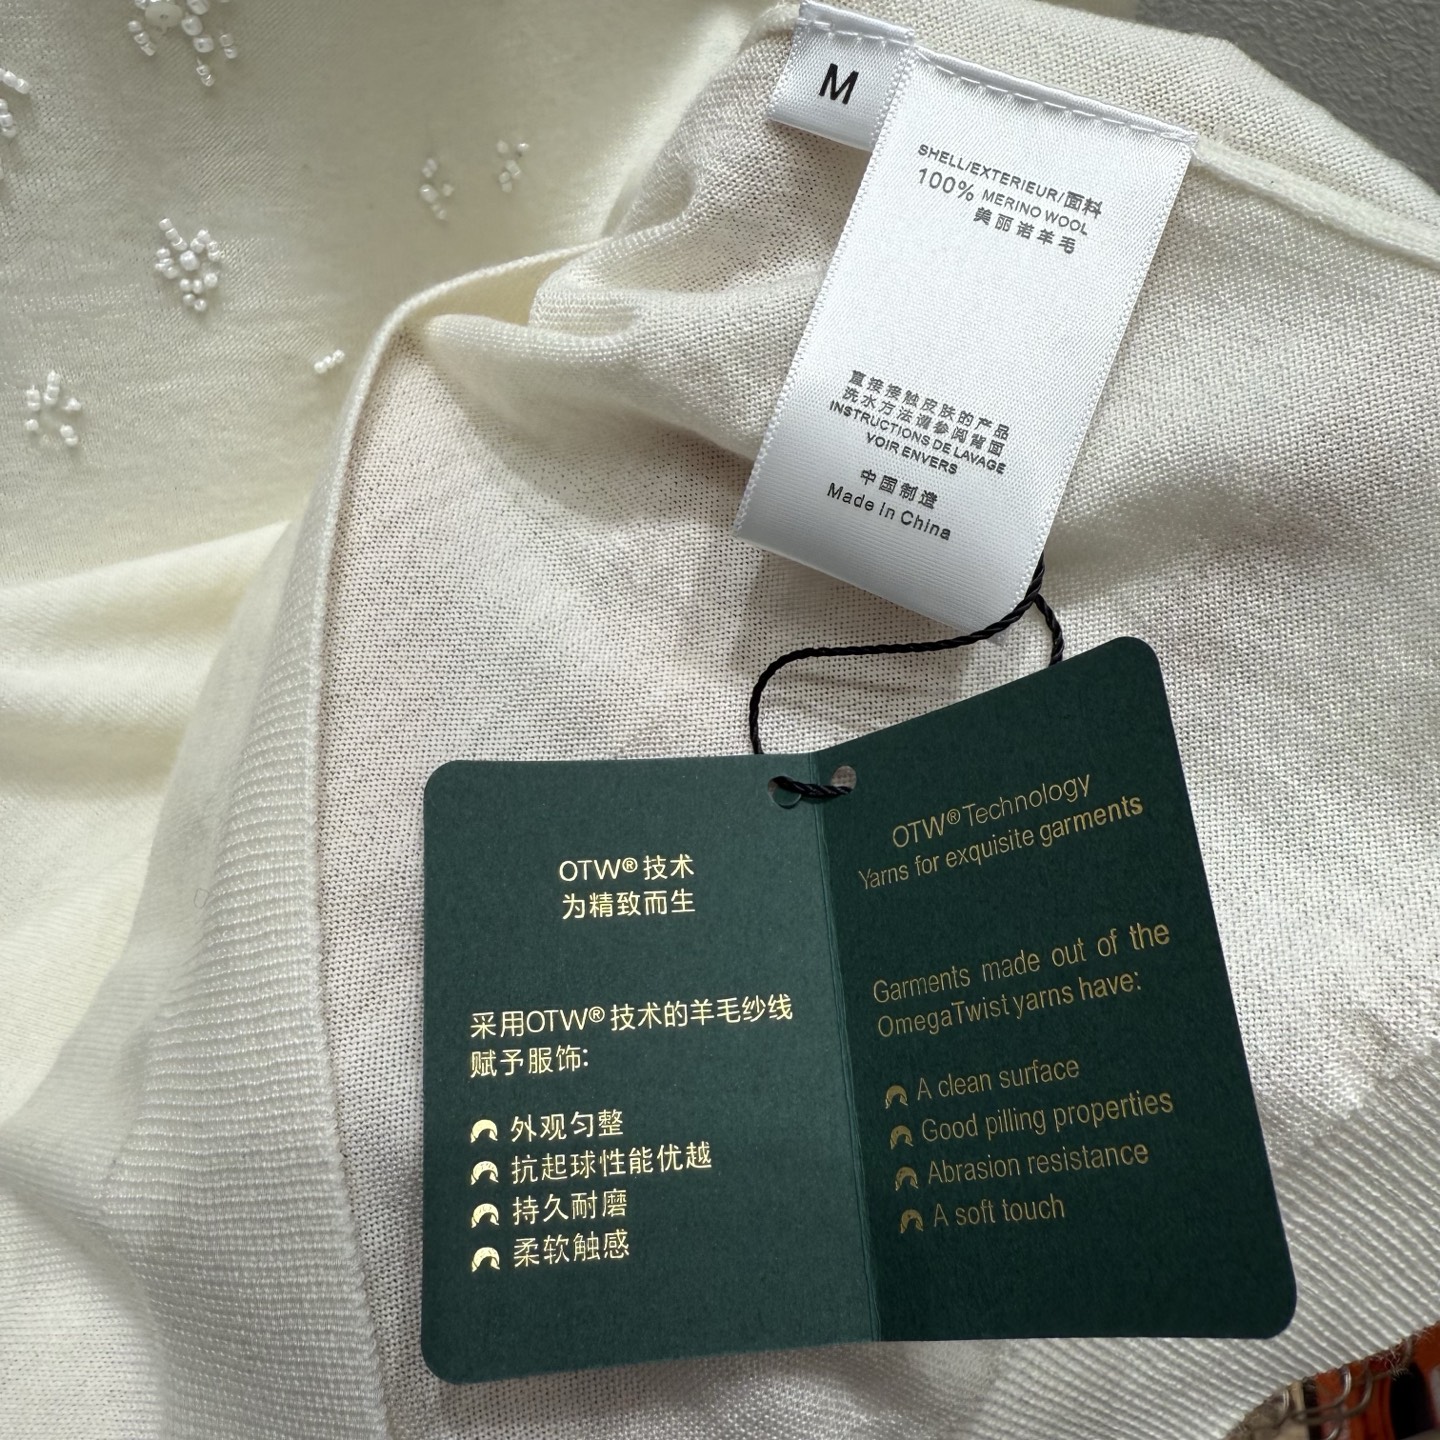 M
SHELL/EXTERIEUR/面料
100% MERINO WOOL
美丽诺羊毛
直接接触皮肤的产品
洗水方法请参阅背面
INSTRUCTIONS DE LAVAGE
VOIR ENVERS
中国制造
Made In China
OTW® 技术
为精致而生
采用OTW® 技术的羊毛纱线
赋予服饰:
外观匀整
抗起球性能优越
持久耐磨
柔软触感
OTW® Technology
Yarns for exquisite garments
Garments made out of the
OmegaTwist yarns have:
A clean surface
Good pilling properties
Abrasion resistance
A soft touch